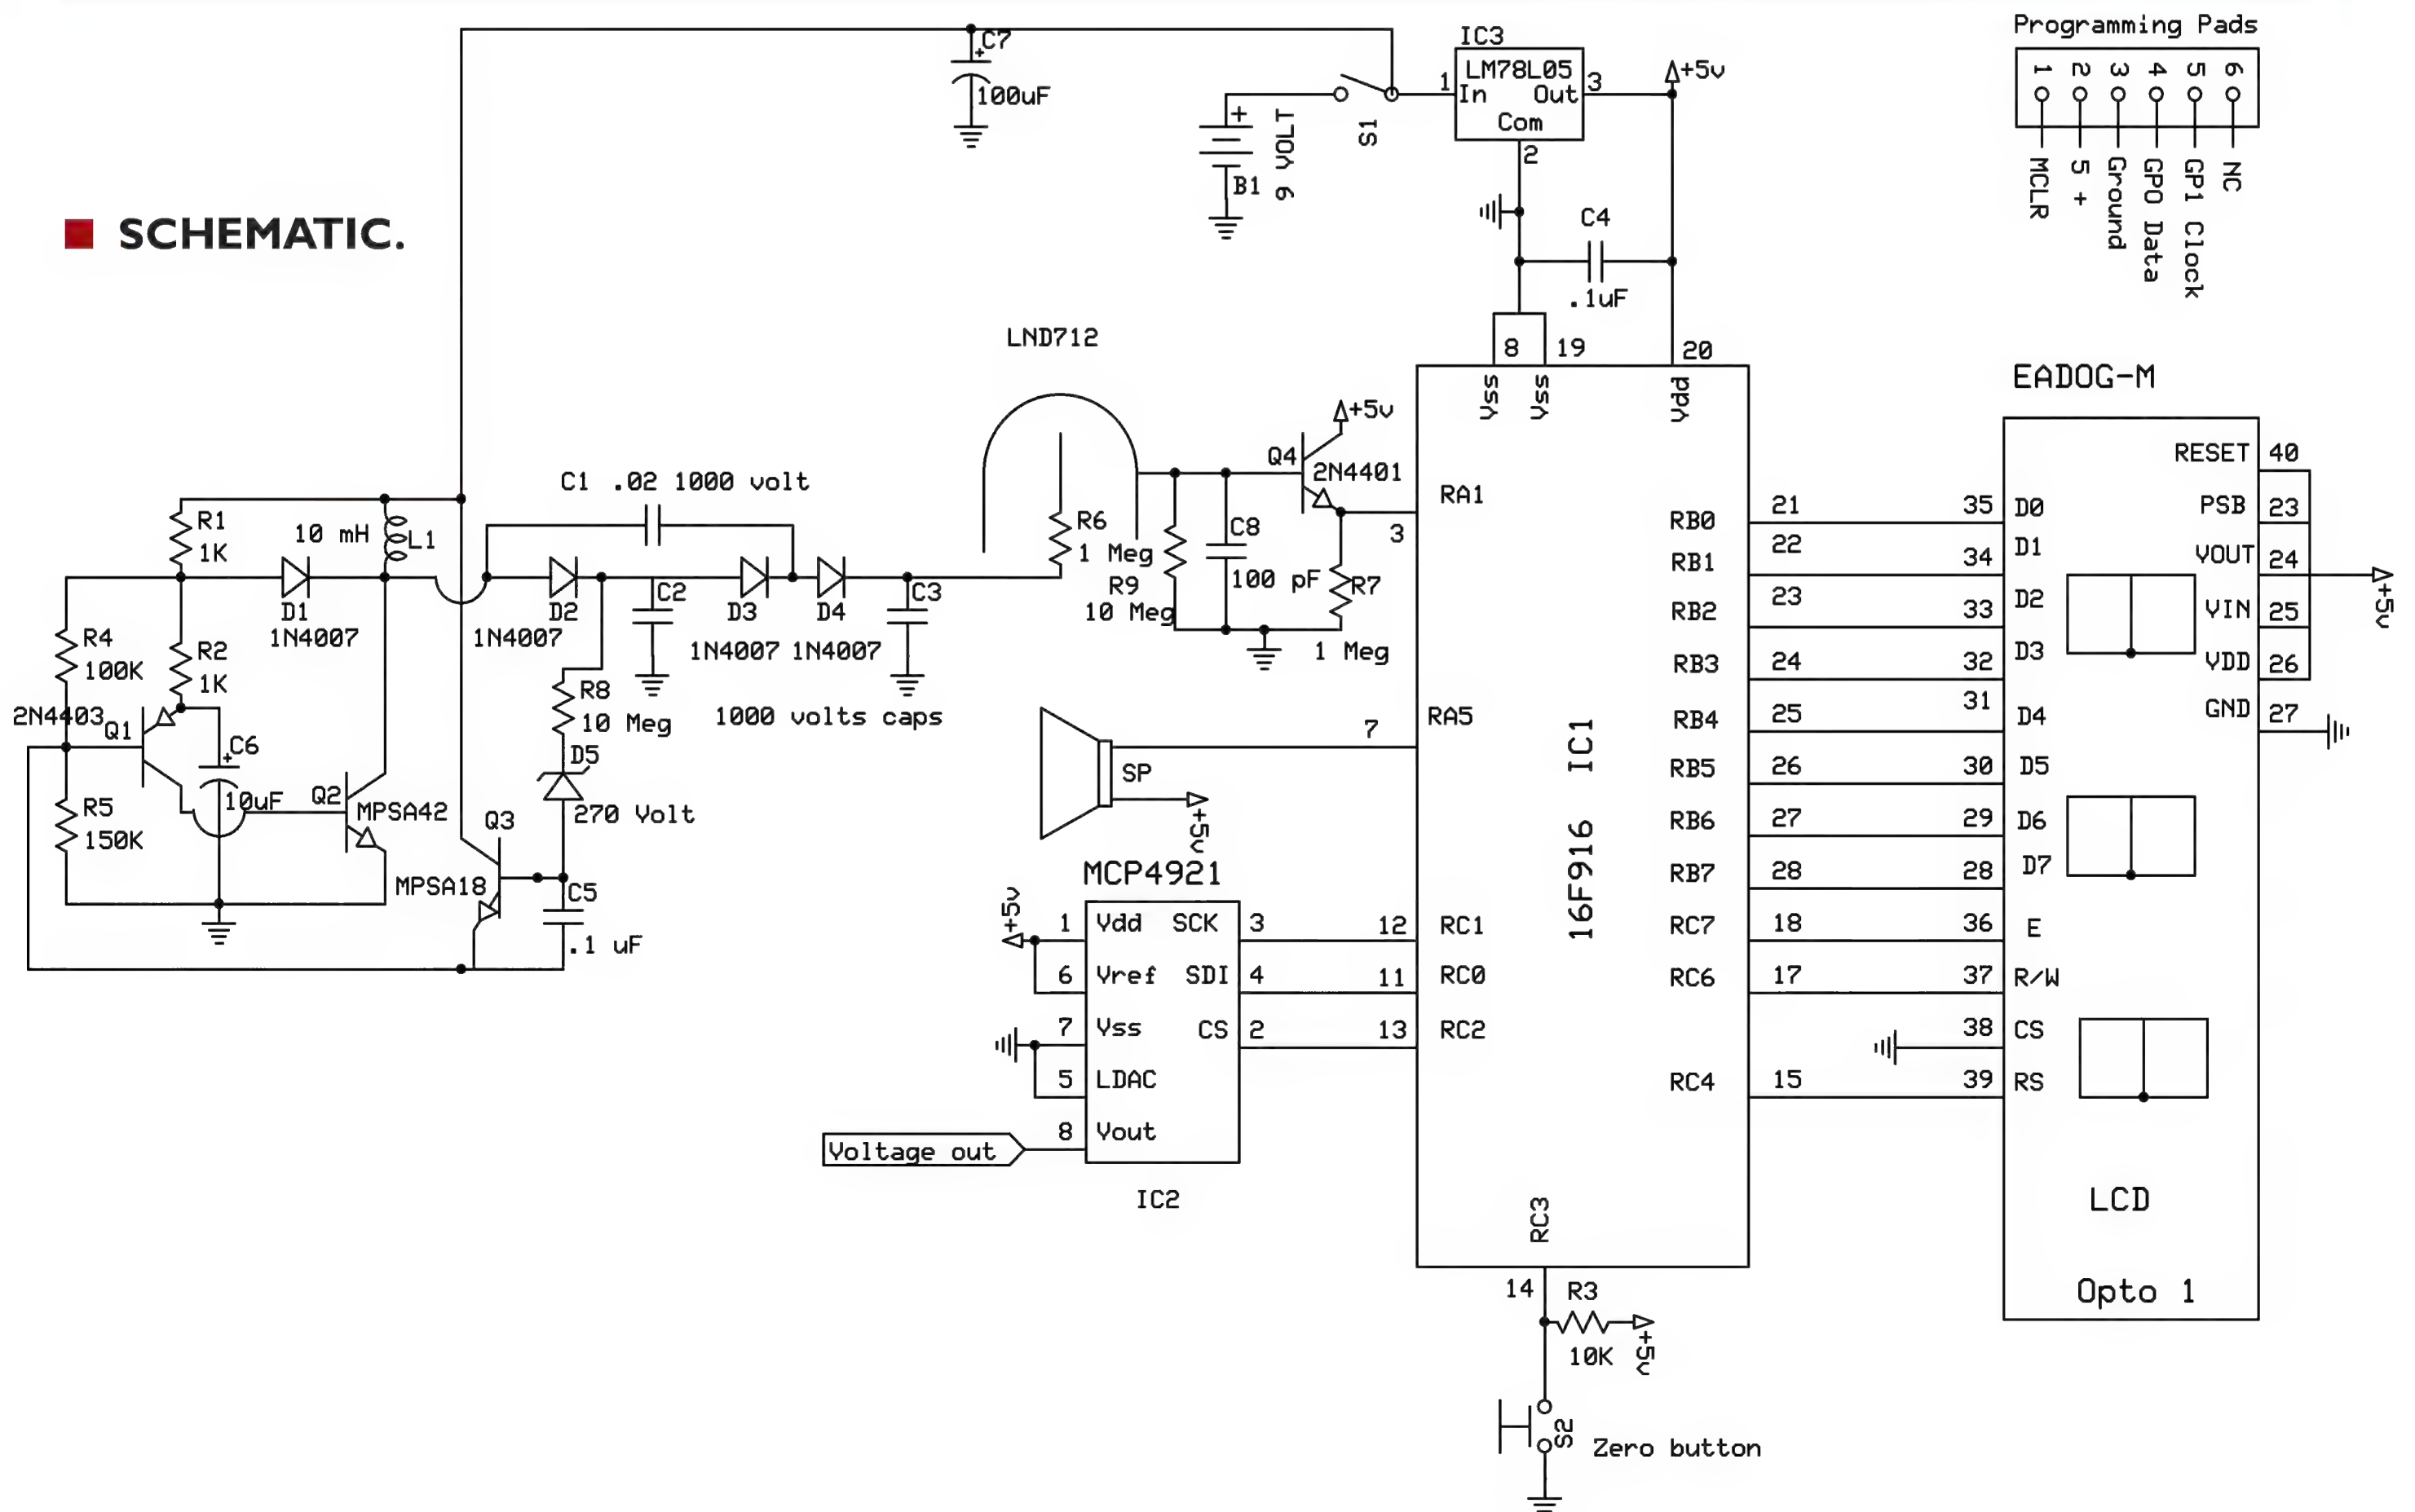 SCHEMATIC.
C7
+
100uF
IC3
LM78L05
1
In
Out
3
Com
2
+5v
+
B1
9 VOLT
S1
C4
.1uF
Programming Pads
1 2 3 4 5 6
MCLR
5 +
Ground
GP0 Data
GP1 Clock
NC
LND712
8
19
20
Vss
Vss
Vdd
EADOG-M
R1
1K
10 mH
L1
C1 .02 1000 volt
D1
1N4007
D2
1N4007
C2
D3
1N4007
D4
1N4007
C3
R4
100K
R2
1K
2N4403
Q1
C6
+
10uF
R5
150K
Q2
MPSA42
Q3
MPSA18
R8
10 Meg
D5
270 Volt
C5
.1 uF
1000 volts caps
R6
1 Meg
R9
10 Meg
C8
100 pF
Q4
2N4401
+5v
R7
1 Meg
RA1
3
RA5
7
SP
+5v
MCP4921
+5v
1 Vdd SCK 3
6 Vref SDI 4
7 Vss CS 2
5 LDAC
8 Vout
Voltage out
IC2
12 RC1
11 RC0
13 RC2
16F916 IC1
RB0 21 35 D0
RB1 22 34 D1
RB2 23 33 D2
RB3 24 32 D3
RB4 25 31 D4
RB5 26 30 D5
RB6 27 29 D6
RB7 28 28 D7
RC7 18 36 E
RC6 17 37 R/W
38 CS
RC4 15 39 RS
RESET 40
PSB 23
VOUT 24
VIN 25
VDD 26
GND 27
+5v
LCD
Opto 1
RC3
14
R3
10K
+5v
S2
Zero button